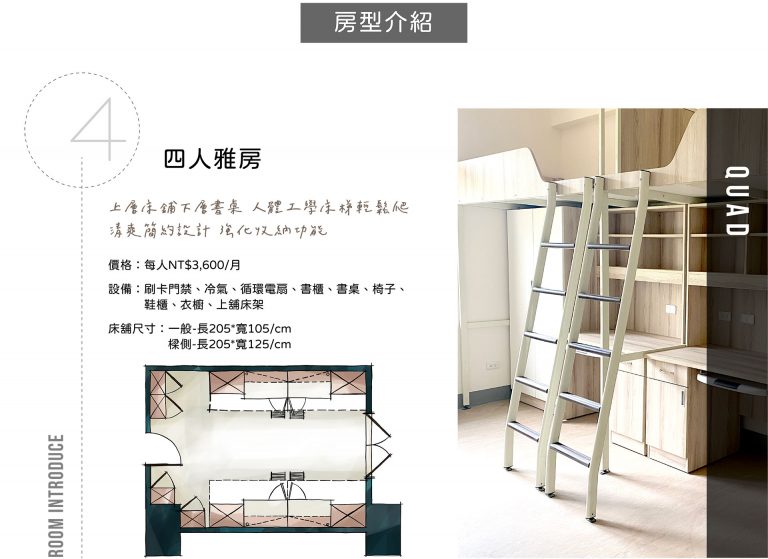 房型介紹
4
四人雅房
上層床舖下層書桌 人體工學床梯輕鬆爬
清爽簡約設計 強化收納功能
價格：每人NT$3,600/月
設備：刷卡門禁、冷氣、循環電扇、書櫃、書桌、椅子、
鞋櫃、衣櫥、上舖床架
床舖尺寸：一般-長205*寬105/cm
樑側-長205*寬125/cm
ROOM INTRODUCE
QUAD